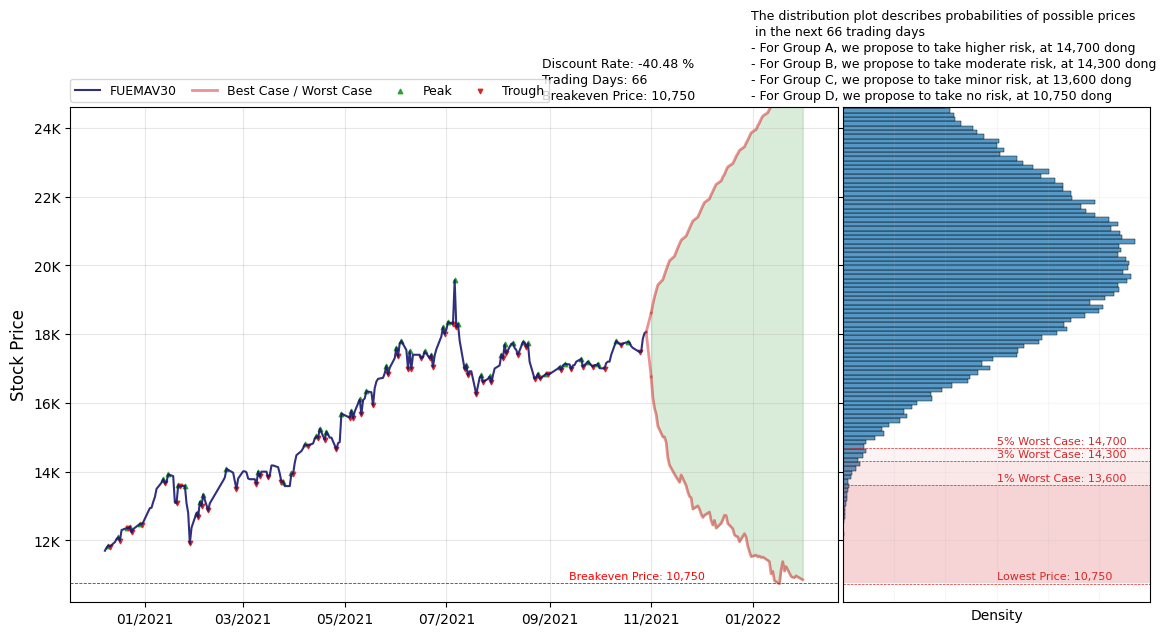 The distribution plot describes probabilities of possible prices
in the next 66 trading days
- For Group A, we propose to take higher risk, at 14,700 dong
- For Group B, we propose to take moderate risk, at 14,300 dong
- For Group C, we propose to take minor risk, at 13,600 dong
- For Group D, we propose to take no risk, at 10,750 dong
Discount Rate: -40.48 %
Trading Days: 66
Breakeven Price: 10,750
FUEMAV30
Best Case / Worst Case
Peak
Trough
Stock Price
24K
22K
20K
18K
16K
14K
12K
Breakeven Price: 10,750
01/2021
03/2021
05/2021
07/2021
09/2021
11/2021
01/2022
5% Worst Case: 14,700
3% Worst Case: 14,300
1% Worst Case: 13,600
Lowest Price: 10,750
Density